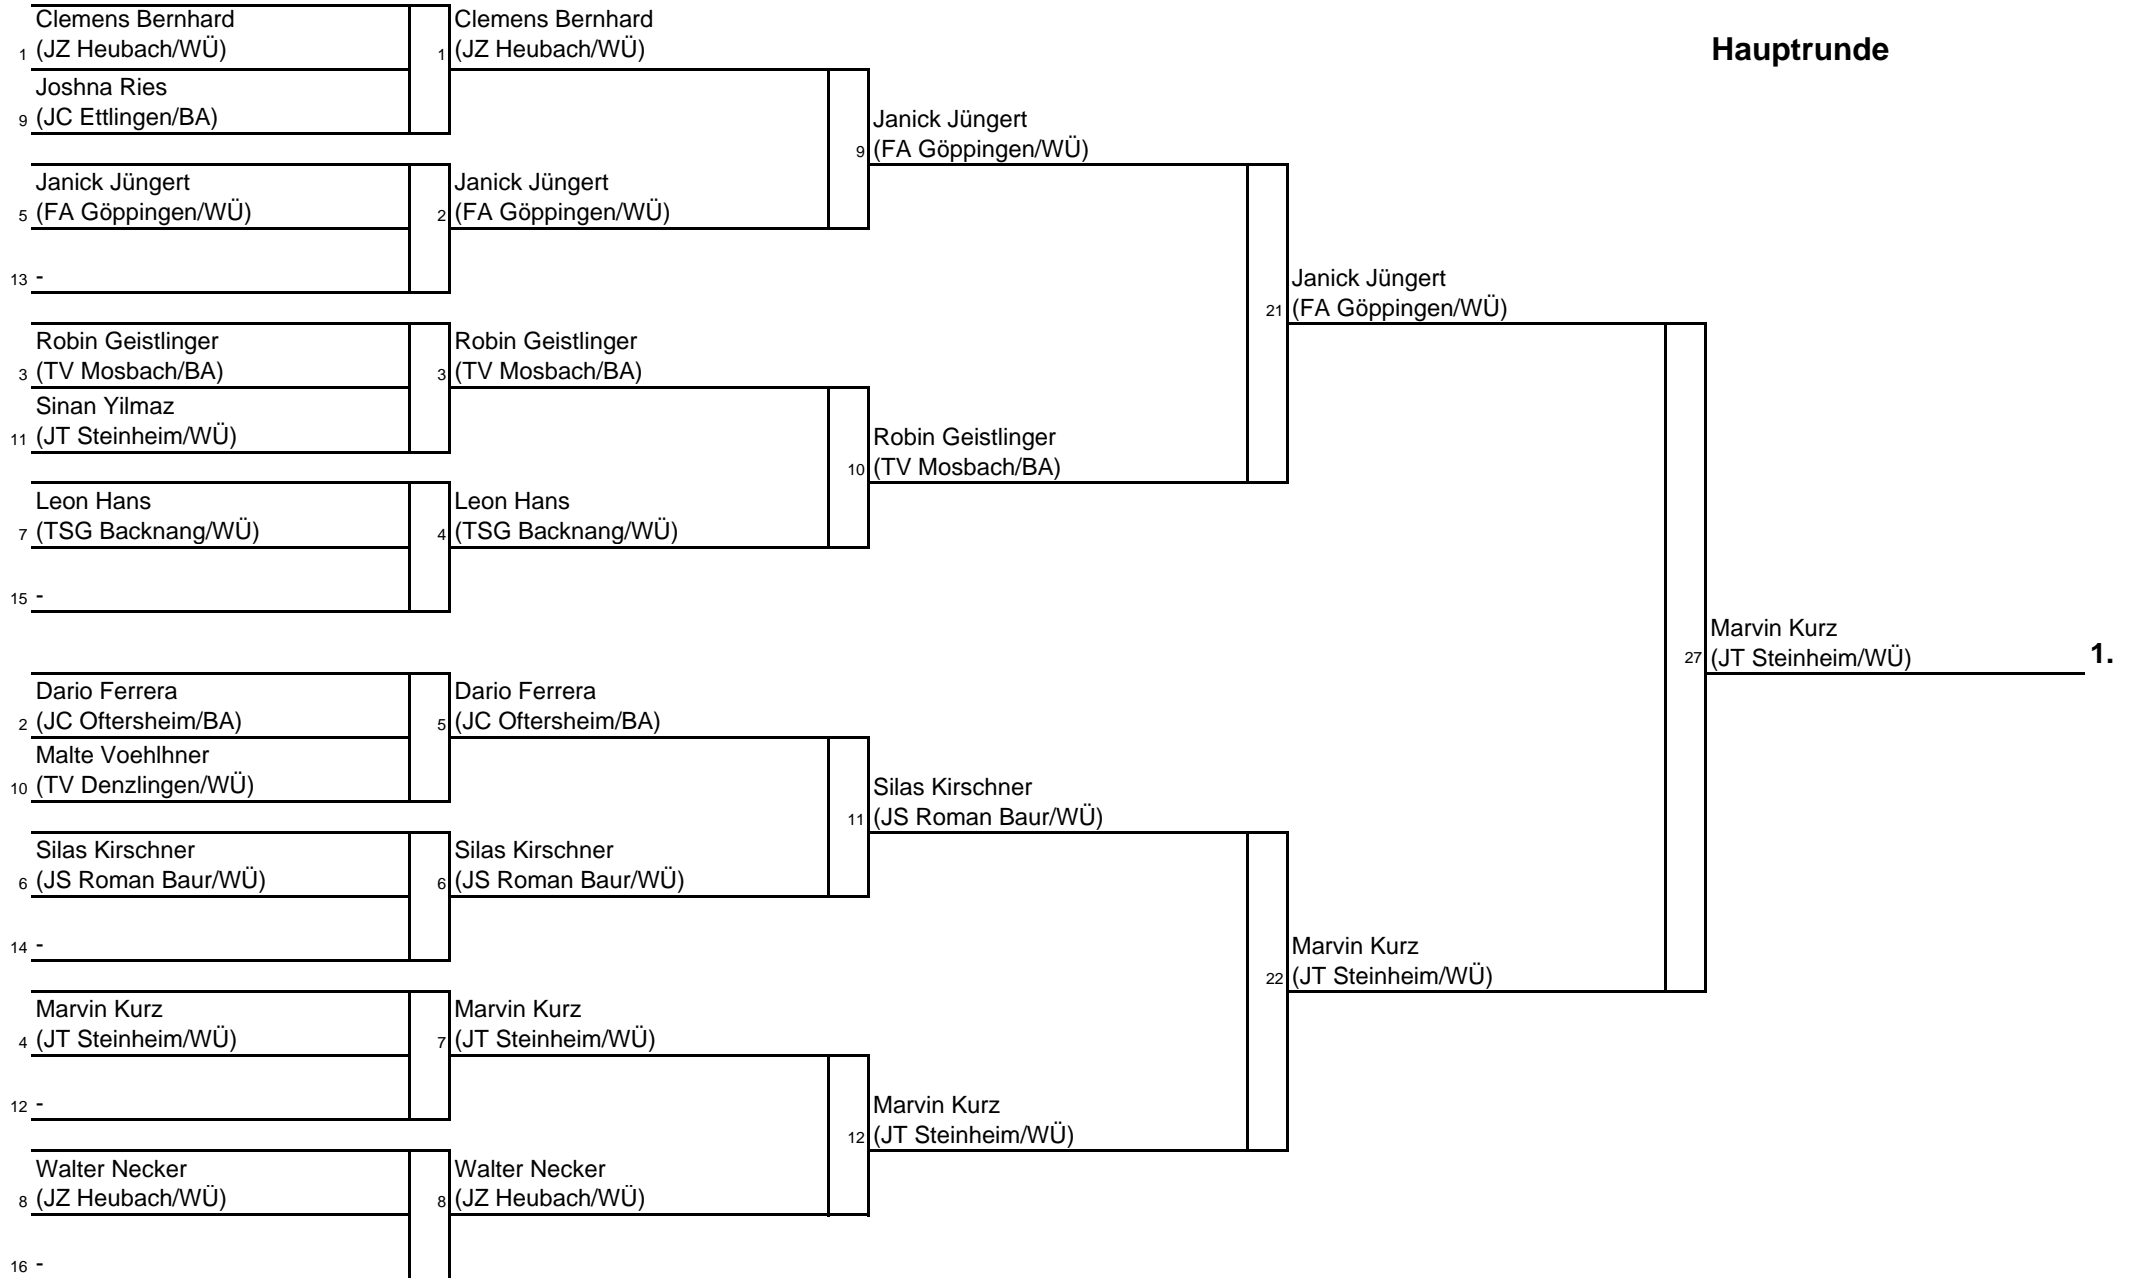 Hauptrunde
Clemens Bernhard
1 (JZ Heubach/WÜ)
Joshna Ries
9 (JC Ettlingen/BA)
Janick Jüngert
5 (FA Göppingen/WÜ)
13 -
Robin Geistlinger
3 (TV Mosbach/BA)
Sinan Yilmaz
11 (JT Steinheim/WÜ)
Leon Hans
7 (TSG Backnang/WÜ)
15 -
Dario Ferrera
2 (JC Oftersheim/BA)
Malte Voehlhner
10 (TV Denzlingen/WÜ)
Silas Kirschner
6 (JS Roman Baur/WÜ)
14 -
Marvin Kurz
4 (JT Steinheim/WÜ)
12 -
Walter Necker
8 (JZ Heubach/WÜ)
16 -
Clemens Bernhard
1 (JZ Heubach/WÜ)
Janick Jüngert
2 (FA Göppingen/WÜ)
Robin Geistlinger
3 (TV Mosbach/BA)
Leon Hans
4 (TSG Backnang/WÜ)
Dario Ferrera
5 (JC Oftersheim/BA)
Silas Kirschner
6 (JS Roman Baur/WÜ)
Marvin Kurz
7 (JT Steinheim/WÜ)
Walter Necker
8 (JZ Heubach/WÜ)
Janick Jüngert
9 (FA Göppingen/WÜ)
Robin Geistlinger
10 (TV Mosbach/BA)
Silas Kirschner
11 (JS Roman Baur/WÜ)
Marvin Kurz
12 (JT Steinheim/WÜ)
Janick Jüngert
21 (FA Göppingen/WÜ)
Marvin Kurz
22 (JT Steinheim/WÜ)
Marvin Kurz
27 (JT Steinheim/WÜ) 1.